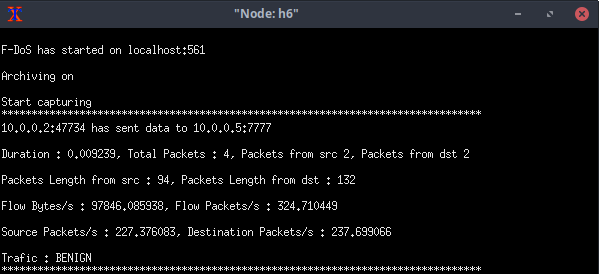 "Node: h6"
F-DoS has started on localhost:561
Archiving on
Start capturing
******************************************************************************
10.0.0.2:47734 has sent data to 10.0.0.5:7777
Duration : 0.009239, Total Packets : 4, Packets from src 2, Packets from dst 2
Packets Length from src : 94, Packets Length from dst : 132
Flow Bytes/s : 97846.085938, Flow Packets/s : 324.710449
Source Packets/s : 227.376083, Destination Packets/s : 237.699066
Trafic : BENIGN
******************************************************************************